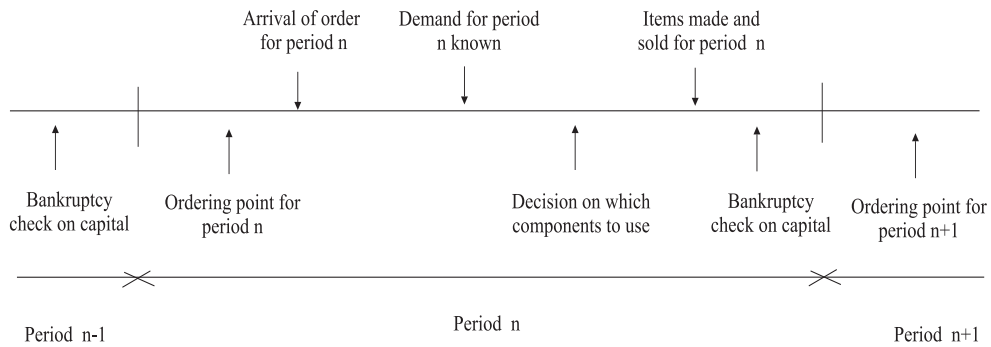 Arrival of order
for period n
Demand for period
n known
Items made and
sold for period n
Bankruptcy
check on capital
Ordering point for
period n
Decision on which
components to use
Bankruptcy
check on capital
Ordering point for
period n+1
Period n-1
Period n
Period n+1